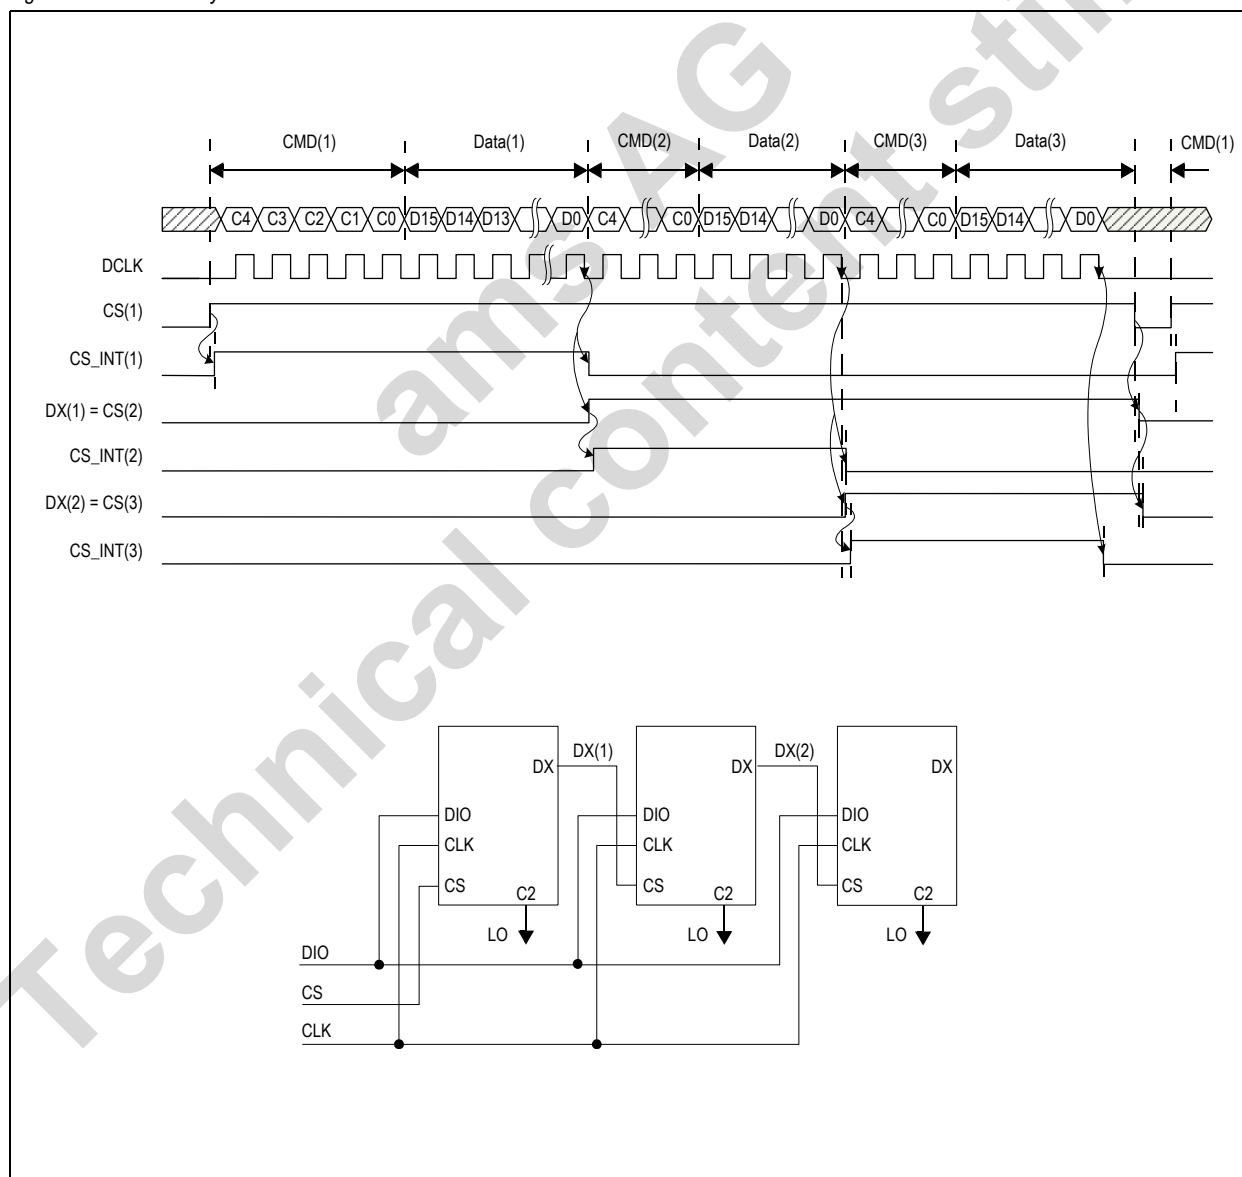 CMD(1) Data(1) CMD(2) Data(2) CMD(3) Data(3) CMD(1)
C4 C3 C2 C1 C0 D15 D14 D13 D0 C4 C0 D15 D14 D0 C4 C0 D15 D14 D0
DCLK
CS(1)
CS_INT(1)
DX(1) = CS(2)
CS_INT(2)
DX(2) = CS(3)
CS_INT(3)
DX DX(1) DX DX(2) DX
DIO DIO DIO
CLK CLK CLK
CS CS CS
C2 C2 C2
LO LO LO
DIO
CS
CLK
ams AG
Technical content still